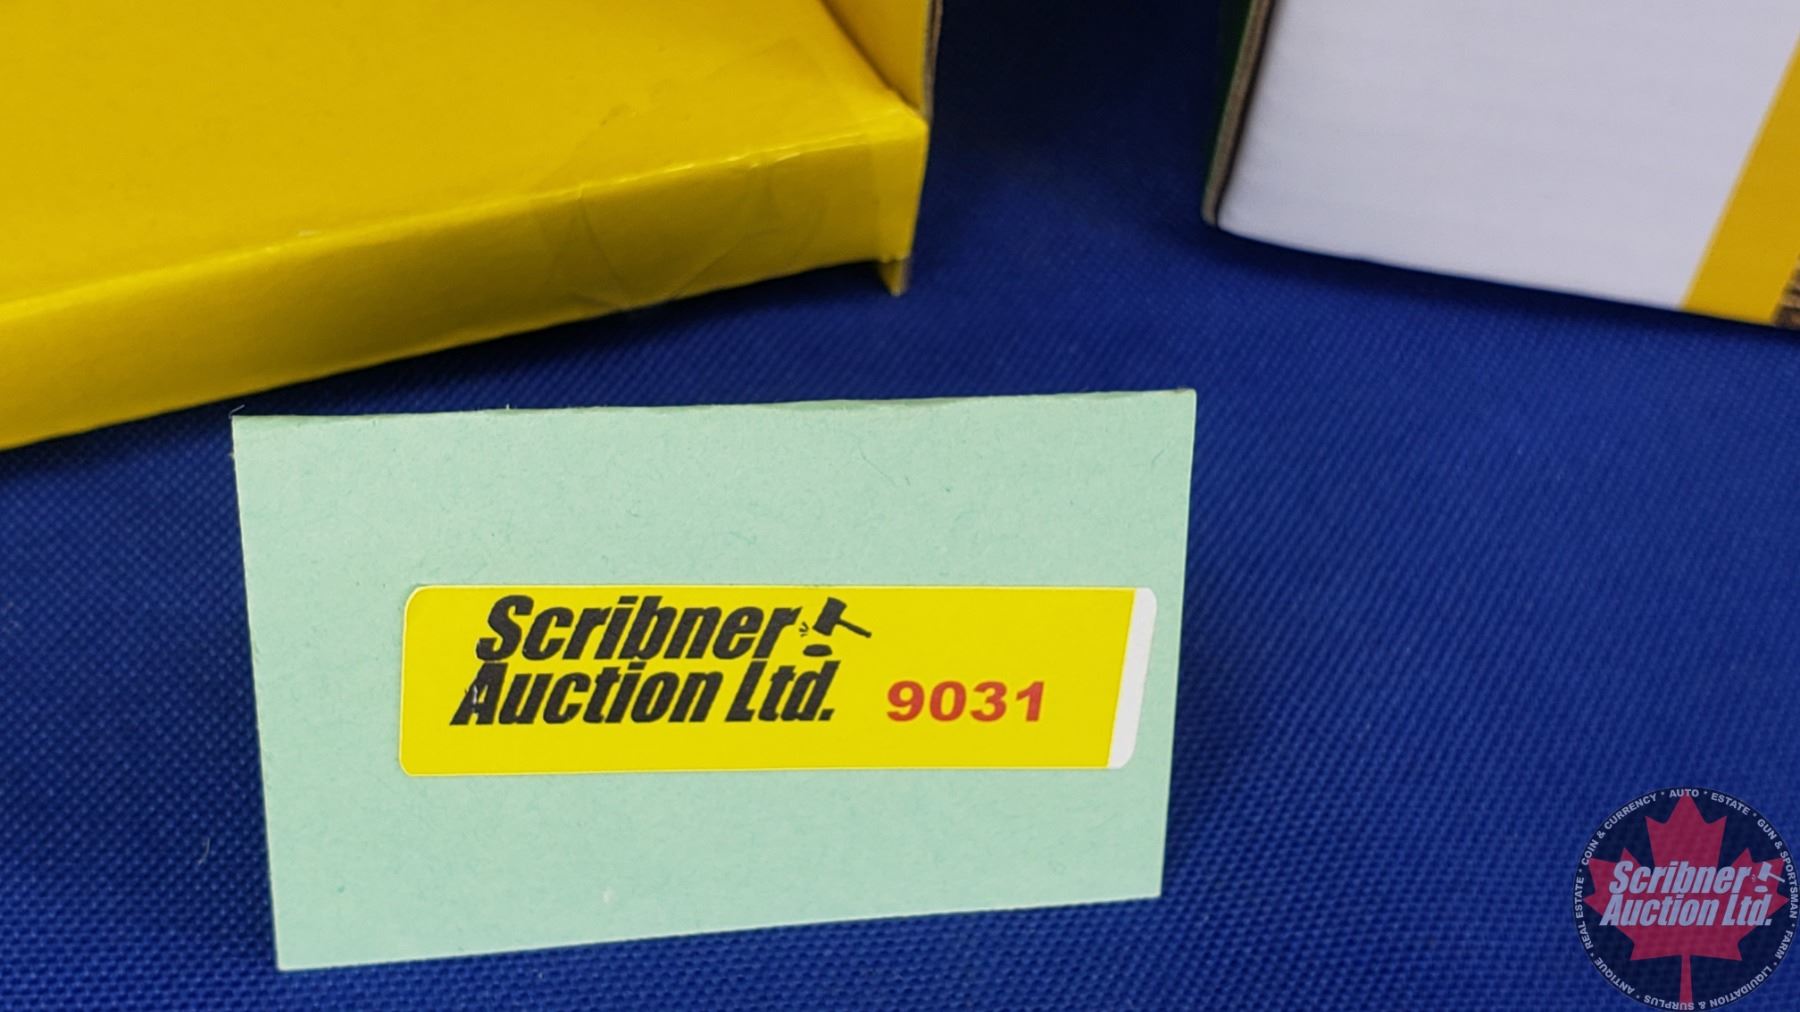 Scribner
Auction Ltd. 9031
COIN & CURRENCY * AUTO * ESTATE * GUN & SPORTSMAN * FARM * LIQUIDATION & SURPLUS * ANTIQUE * REAL ESTATE *
Scribner
Auction Ltd.